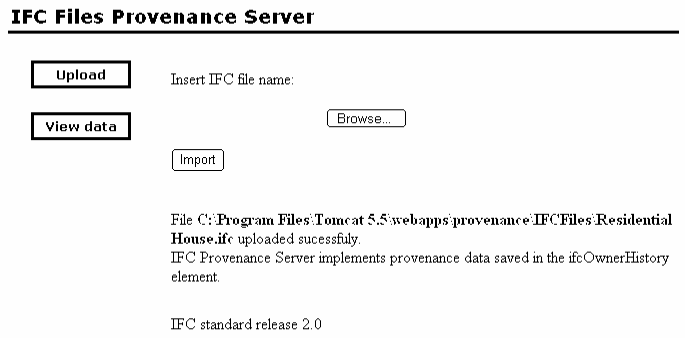 IFC Files Provenance Server
Upload
Insert IFC file name:
View data
Browse...
Import
File C:\Program Files\Tomcat 5.5\webapps\provenance\IFCFiles\Residential
House.ifc uploaded sucessfuly.
IFC Provenance Server implements provenance data saved in the ifcOwnerHistory
element.
IFC standard release 2.0